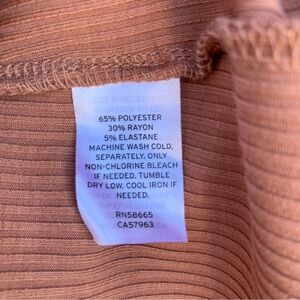 65% POLYESTER
30% RAYON
5% ELASTANE
MACHINE WASH COLD,
SEPARATELY, ONLY
NON-CHLORINE BLEACH
IF NEEDED. TUMBLE
DRY LOW, COOL IRON IF
NEEDED.
RN58665
CA57963